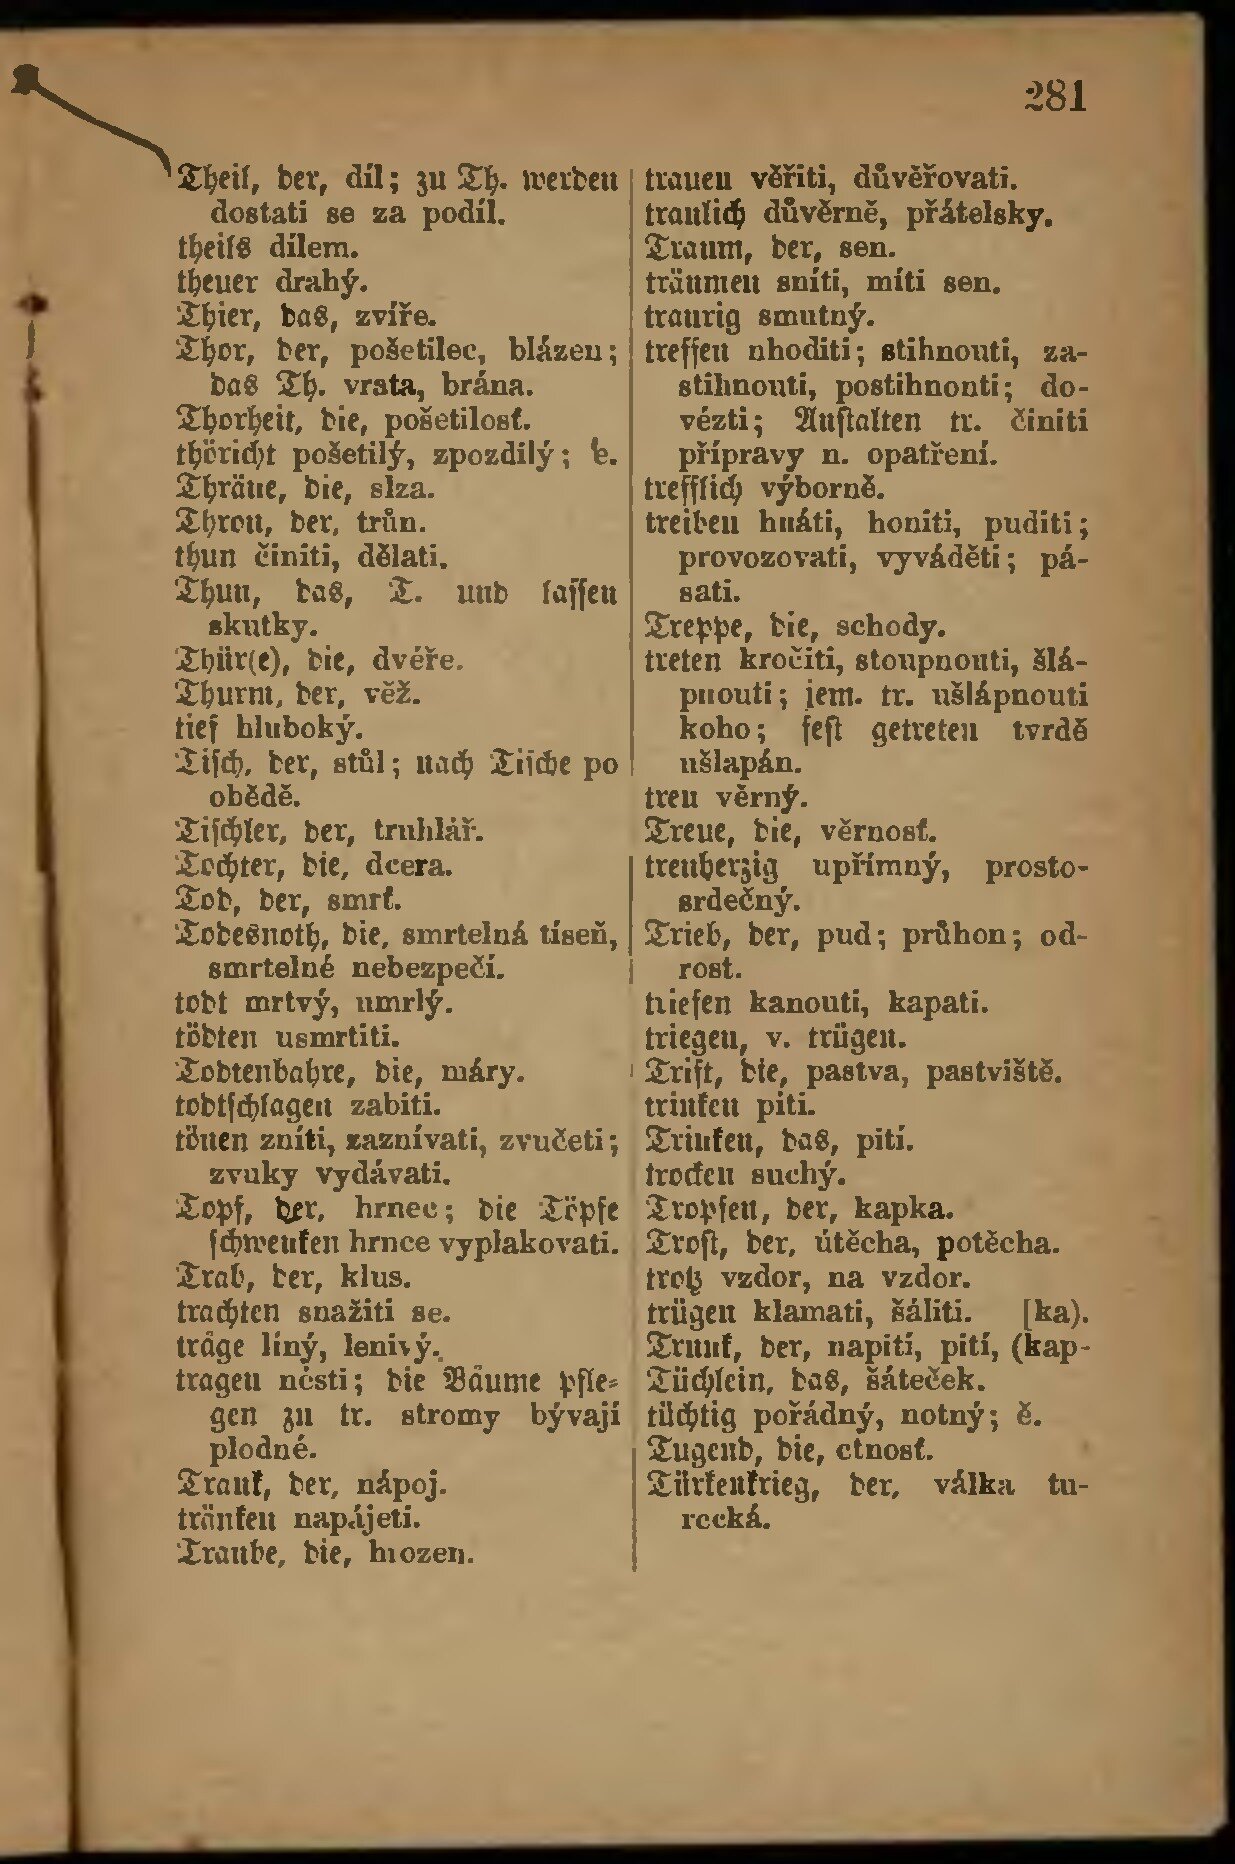 281
Theil, der, díl; zu Th. werden
dostati se za podíl.
theils dílem.
theuer drahý.
Thier, das, zvíře.
Thor, der, pošetilec, blázen;
das Th. vrata, brána.
Thorheit, die, pošetilosť.
thöricht pošetilý, zpozdilý; ě.
Thräne, die, slza.
Thron, der, trůn.
thun činiti, dělati.
Thun, das, T. und lassen
skutky.
Thür(e), die, dvéře.
Thurm, der, věž.
tief hluboký.
Tisch, der, stůl; nach Tische po
obědě.
Tischler, der, truhlář.
Tochter, die, dcera.
Tod, der, smrť.
Todesnoth, die, smrtelná tíseň,
smrtelné nebezpečí.
todt mrtvý, umrlý.
tödten usmrtiti.
Todtenbahre, die, máry.
todtschlagen zabiti.
tönen zníti, zaznívati, zvučeti;
zvuky vydávati.
Topf, der, hrnec; die Töpfe
schwenken hrnce vyplakovati.
Trab, der, klus.
trachten snažiti se.
träge líný, lenivý.
tragen nésti; die Bäume pfle-
gen zu tr. stromy bývají
plodné.
Trank, der, nápoj.
tränken napájeti.
Traube, die, hrozen.
trauen věřiti, důvěřovati.
traulich důvěrně, přátelsky.
Traum, der, sen.
träumen sníti, míti sen.
traurig smutný.
treffen uhoditi; stihnouti, za-
stihnouti, postihnouti; do-
vézti; Anstalten tr. činiti
přípravy n. opatření.
trefflich výborně.
treiben hnáti, honiti, puditi;
provozovati, vyváděti; pá-
sati.
Treppe, die, schody.
treten kročiti, stoupnouti, šlá-
pnouti; jem. tr. ušlápnouti
koho; fest getreten tvrdě
ušlapán.
treu věrný.
Treue, die, věrnosť.
treuherzig upřímný, prosto-
srdečný.
Trieb, der, pud; průhon; od-
rost.
triefen kanouti, kapati.
triegen, v. trügen.
Trift, die, pastva, pastviště.
trinken píti.
Trinken, das, pití.
trocken suchý.
Tropfen, der, kapka.
Trost, der, útěcha, potěcha.
trotz vzdor, na vzdor.
trügen klamati, šáliti. [ka).
Trunk, der, napití, pití, (kap-
Tüchlein, das, šáteček.
tüchtig pořádný, notný; ě.
Tugend, die, ctnosť.
Türkenkrieg, der, válka tu-
recká.